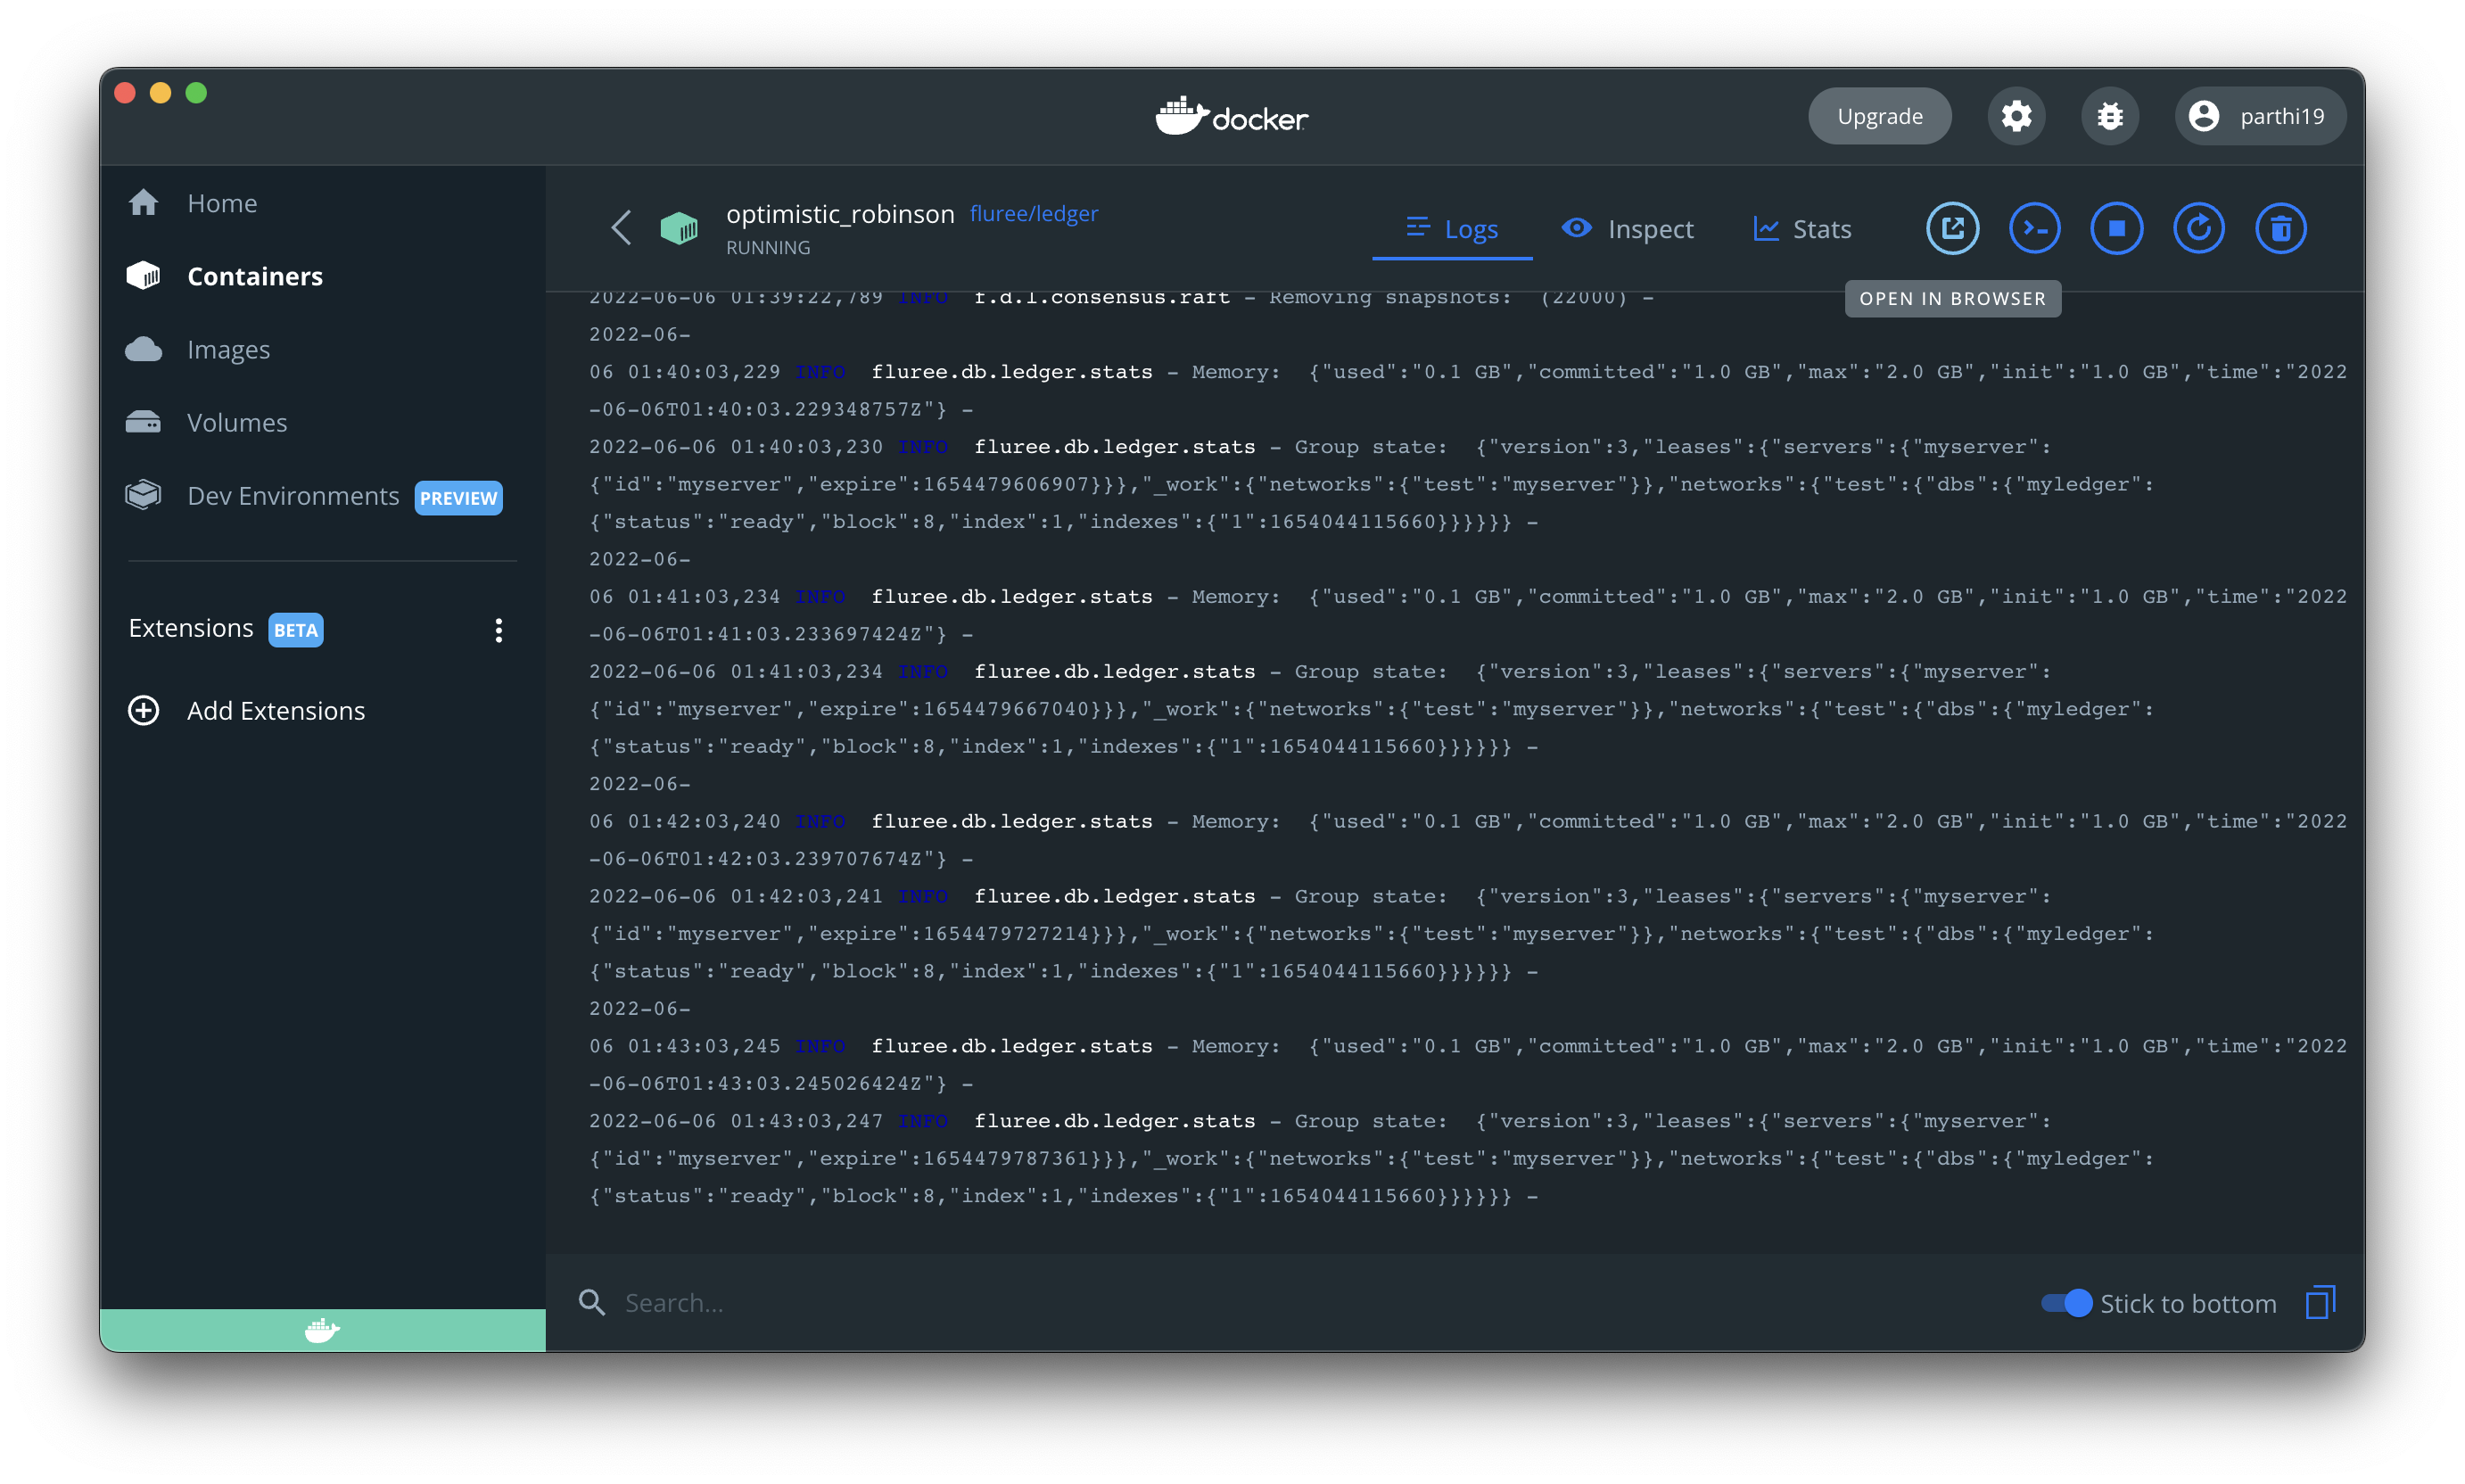 docker
Upgrade
parthi19
Home
Containers
Images
Volumes
Dev Environments PREVIEW
Extensions BETA
Add Extensions
optimistic_robinson fluree/ledger
RUNNING
Logs
Inspect
Stats
OPEN IN BROWSER
2022-06-06 01:39:22,789 INFO  f.d.l.consensus.raft - Removing snapshots:  (22000) -
2022-06-
06 01:40:03,229 INFO  fluree.db.ledger.stats - Memory:  {"used":"0.1 GB","committed":"1.0 GB","max":"2.0 GB","init":"1.0 GB","time":"2022
-06-06T01:40:03.229348757Z"} -
2022-06-06 01:40:03,230 INFO  fluree.db.ledger.stats - Group state:  {"version":3,"leases":{"servers":{"myserver":
{"id":"myserver","expire":1654479606907}}},"_work":{"networks":{"test":"myserver"}},"networks":{"test":{"dbs":{"myledger":
{"status":"ready","block":8,"index":1,"indexes":{"1":1654044115660}}}}}} -
2022-06-
06 01:41:03,234 INFO  fluree.db.ledger.stats - Memory:  {"used":"0.1 GB","committed":"1.0 GB","max":"2.0 GB","init":"1.0 GB","time":"2022
-06-06T01:41:03.233697424Z"} -
2022-06-06 01:41:03,234 INFO  fluree.db.ledger.stats - Group state:  {"version":3,"leases":{"servers":{"myserver":
{"id":"myserver","expire":1654479667040}}},"_work":{"networks":{"test":"myserver"}},"networks":{"test":{"dbs":{"myledger":
{"status":"ready","block":8,"index":1,"indexes":{"1":1654044115660}}}}}} -
2022-06-
06 01:42:03,240 INFO  fluree.db.ledger.stats - Memory:  {"used":"0.1 GB","committed":"1.0 GB","max":"2.0 GB","init":"1.0 GB","time":"2022
-06-06T01:42:03.239707674Z"} -
2022-06-06 01:42:03,241 INFO  fluree.db.ledger.stats - Group state:  {"version":3,"leases":{"servers":{"myserver":
{"id":"myserver","expire":1654479727214}}},"_work":{"networks":{"test":"myserver"}},"networks":{"test":{"dbs":{"myledger":
{"status":"ready","block":8,"index":1,"indexes":{"1":1654044115660}}}}}} -
2022-06-
06 01:43:03,245 INFO  fluree.db.ledger.stats - Memory:  {"used":"0.1 GB","committed":"1.0 GB","max":"2.0 GB","init":"1.0 GB","time":"2022
-06-06T01:43:03.245026424Z"} -
2022-06-06 01:43:03,247 INFO  fluree.db.ledger.stats - Group state:  {"version":3,"leases":{"servers":{"myserver":
{"id":"myserver","expire":1654479787361}}},"_work":{"networks":{"test":"myserver"}},"networks":{"test":{"dbs":{"myledger":
{"status":"ready","block":8,"index":1,"indexes":{"1":1654044115660}}}}}} -
Search...
Stick to bottom